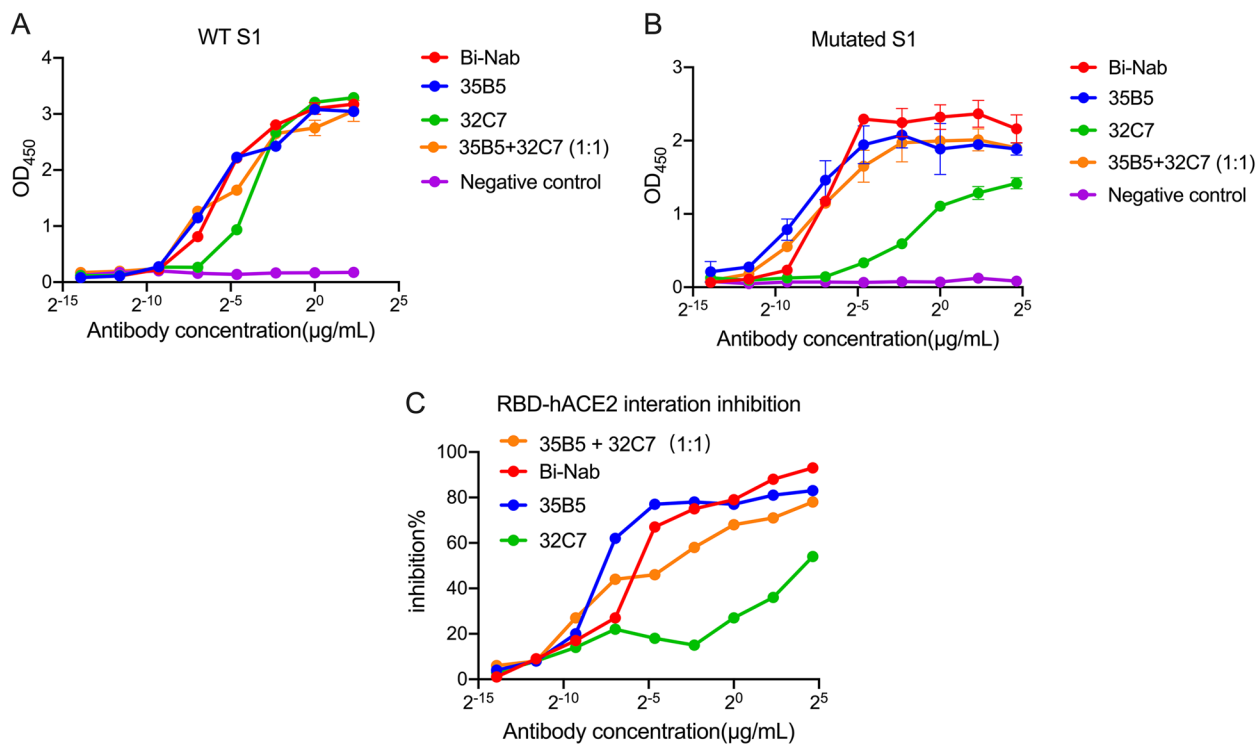 A
WT S1
OD450
4
3
2
1
0
2-15
2-10
2-5
20
25
Antibody concentration(μg/mL)
Bi-Nab
35B5
32C7
35B5+32C7 (1:1)
Negative control
B
Mutated S1
OD450
3
2
1
0
2-15
2-10
2-5
20
25
Antibody concentration(μg/mL)
Bi-Nab
35B5
32C7
35B5+32C7 (1:1)
Negative control
C
RBD-hACE2 interation inhibition
35B5 + 32C7 (1:1)
Bi-Nab
35B5
32C7
inhibition%
100
80
60
40
20
0
2-15
2-10
2-5
20
25
Antibody concentration(μg/mL)